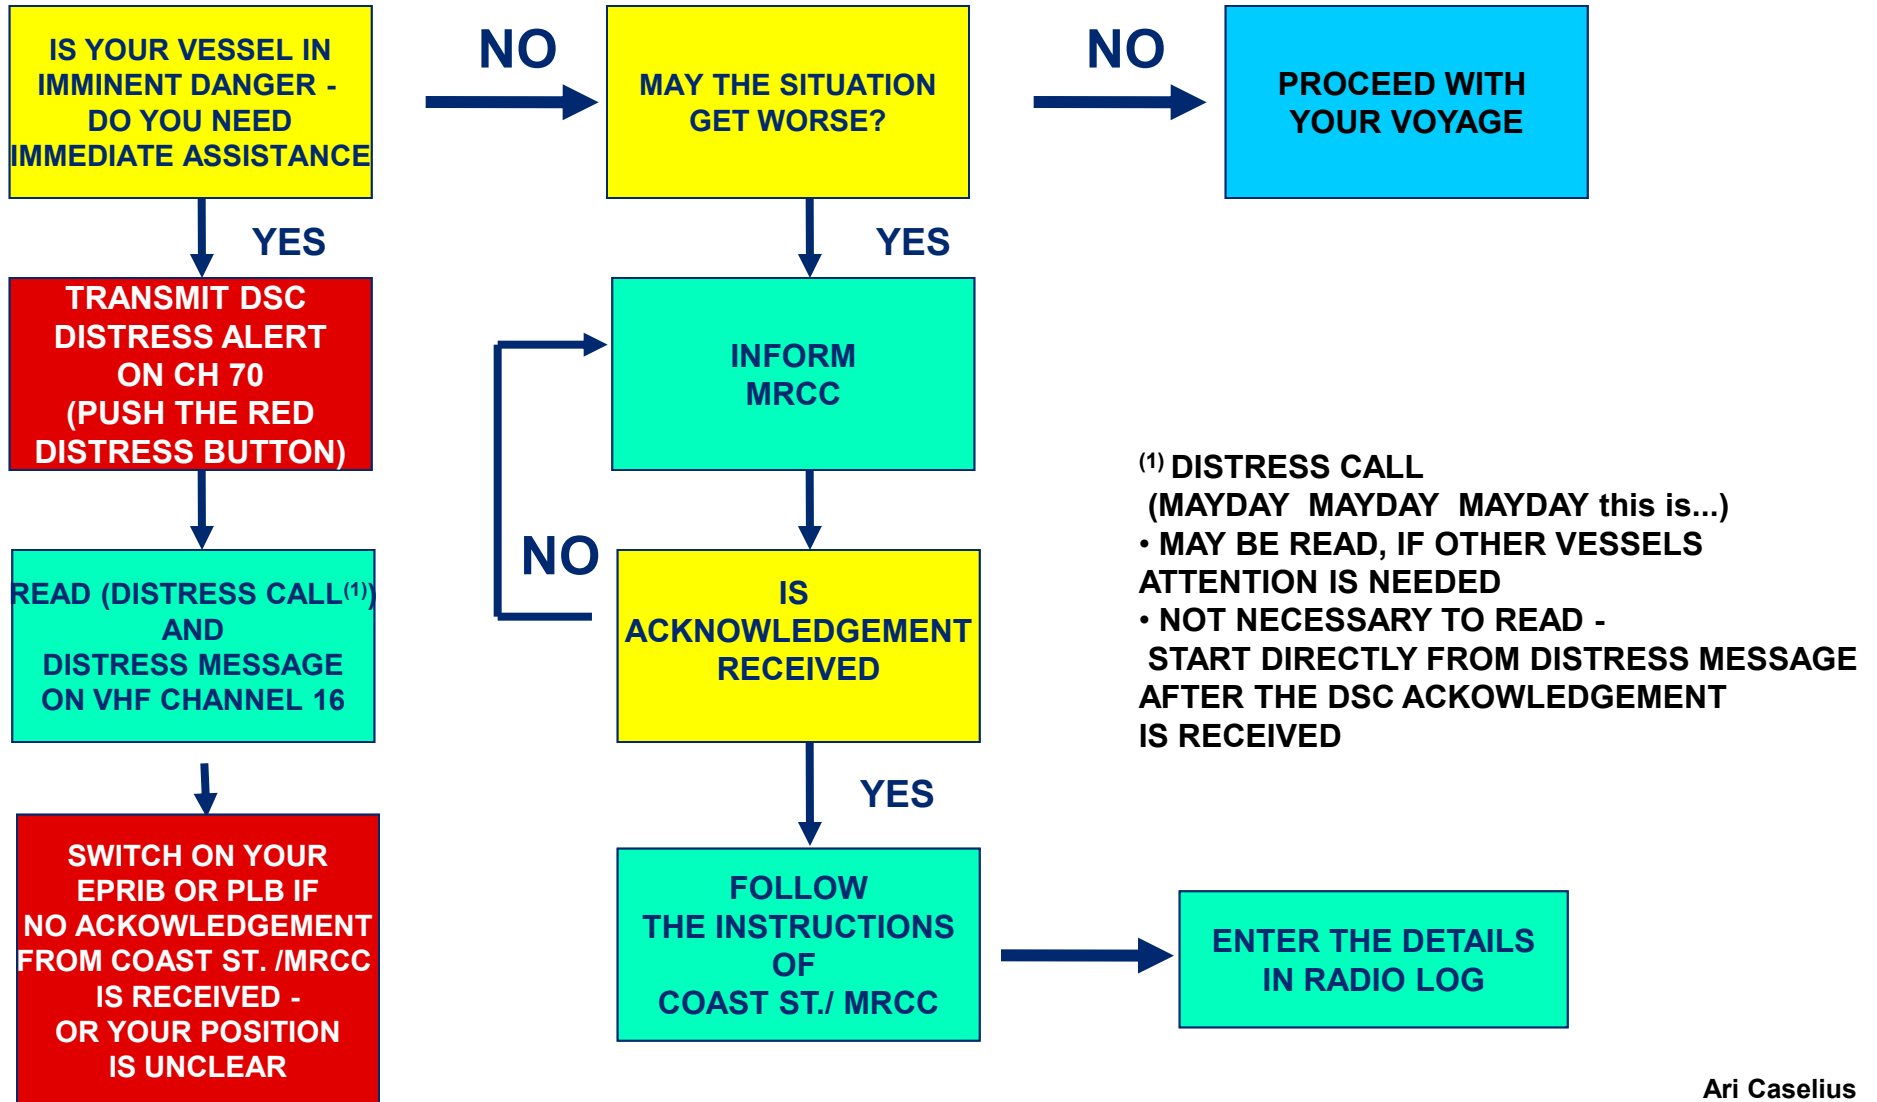 IS YOUR VESSEL IN
IMMINENT DANGER -
DO YOU NEED
IMMEDIATE ASSISTANCE
NO
MAY THE SITUATION
GET WORSE?
NO
PROCEED WITH
YOUR VOYAGE
YES
YES
TRANSMIT DSC
DISTRESS ALERT
ON CH 70
(PUSH THE RED
DISTRESS BUTTON)
INFORM
MRCC
READ (DISTRESS CALL(1))
AND
DISTRESS MESSAGE
ON VHF CHANNEL 16
NO
IS
ACKNOWLEDGEMENT
RECEIVED
(1) DISTRESS CALL
(MAYDAY MAYDAY MAYDAY this is...)
• MAY BE READ, IF OTHER VESSELS
ATTENTION IS NEEDED
• NOT NECESSARY TO READ -
START DIRECTLY FROM DISTRESS MESSAGE
AFTER THE DSC ACKOWLEDGEMENT
IS RECEIVED
YES
SWITCH ON YOUR
EPRIB OR PLB IF
NO ACKOWLEDGEMENT
FROM COAST ST. /MRCC
IS RECEIVED -
OR YOUR POSITION
IS UNCLEAR
FOLLOW
THE INSTRUCTIONS
OF
COAST ST./ MRCC
ENTER THE DETAILS
IN RADIO LOG
Ari Caselius